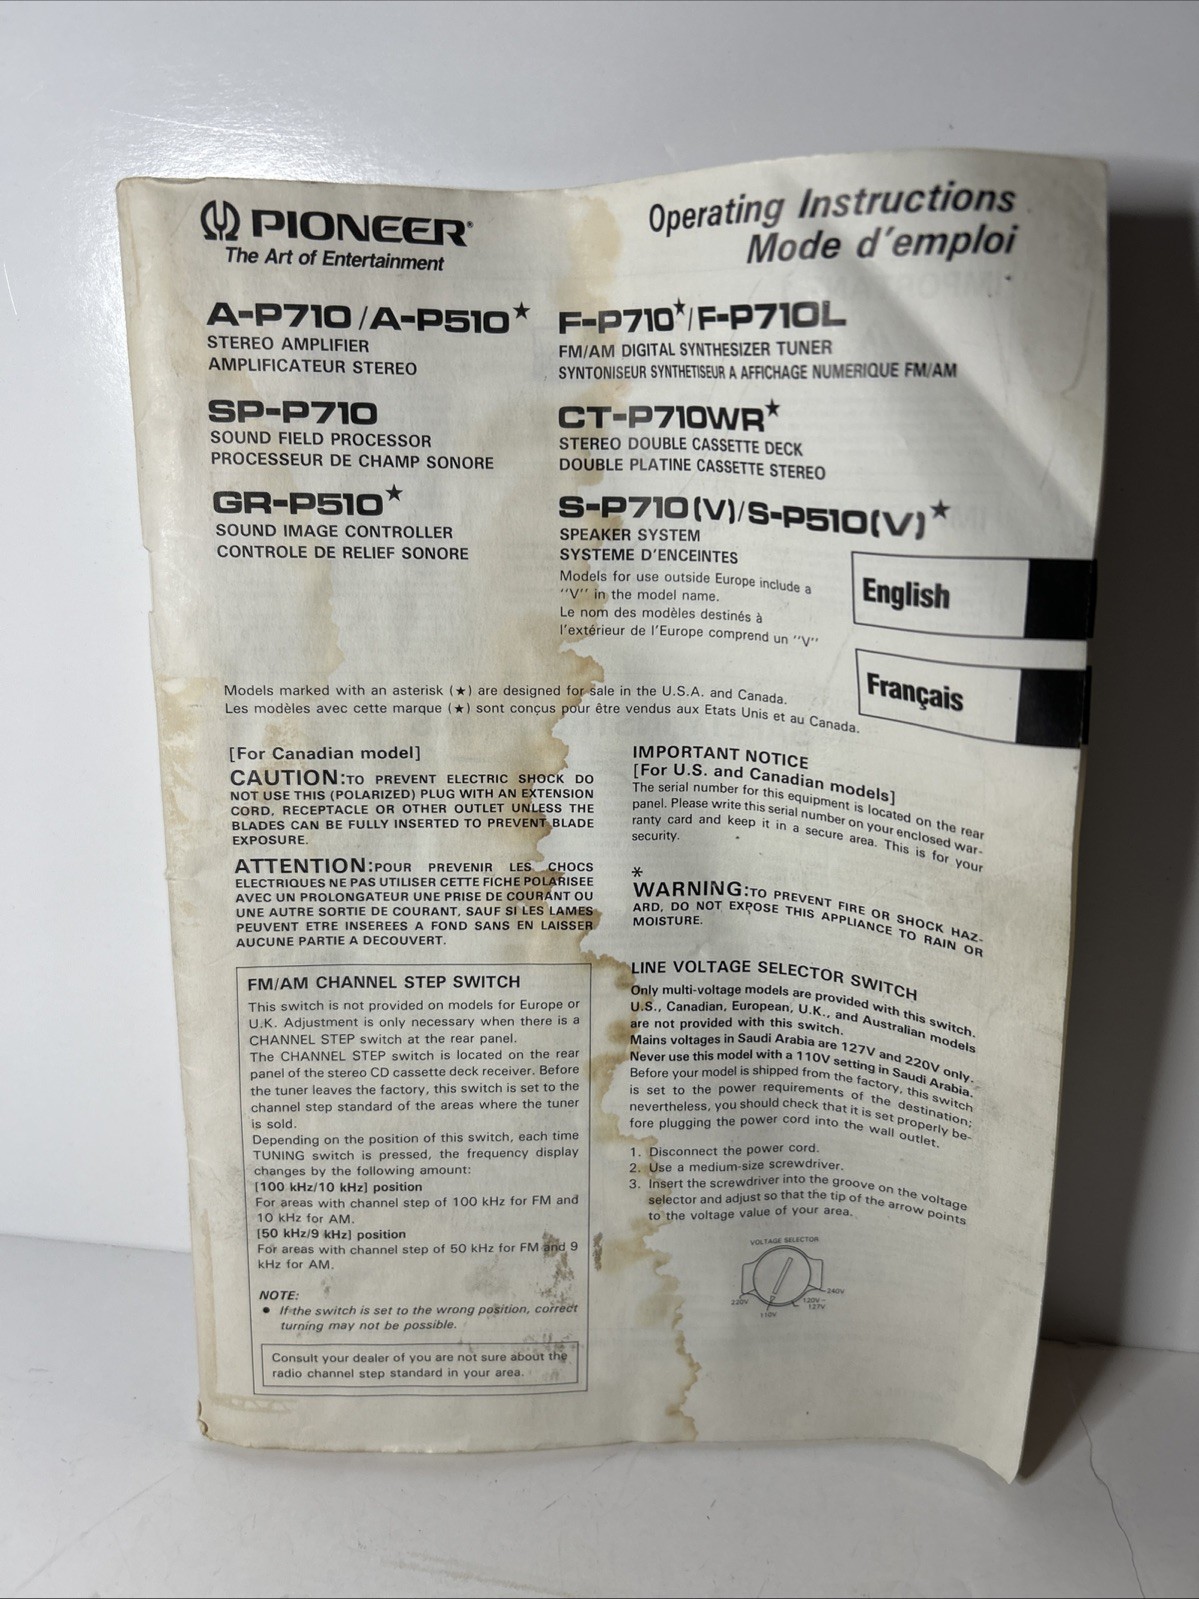 PIONEER®
The Art of Entertainment
Operating Instructions
Mode d'emploi
A-P710/A-P510★
STEREO AMPLIFIER
AMPLIFICATEUR STEREO
SP-P710
SOUND FIELD PROCESSOR
PROCESSEUR DE CHAMP SONORE
GR-P510★
SOUND IMAGE CONTROLLER
CONTROLE DE RELIEF SONORE
F-P710★/F-P710L
FM/AM DIGITAL SYNTHESIZER TUNER
SYNTONISEUR SYNTHETISEUR A AFFICHAGE NUMERIQUE FM/AM
CT-P710WR★
STEREO DOUBLE CASSETTE DECK
DOUBLE PLATINE CASSETTE STEREO
S-P710(V)/S-P510(V)★
SPEAKER SYSTEM
SYSTEME D'ENCEINTES
Models for use outside Europe include a
"V" in the model name.
Le nom des modèles destinés à
l'extérieur de l'Europe comprend un "V"
English
Français
Models marked with an asterisk (★) are designed for sale in the U.S.A. and Canada.
Les modèles avec cette marque (★) sont conçus pour être vendus aux Etats Unis et au Canada.
[For Canadian model]
CAUTION:TO PREVENT ELECTRIC SHOCK DO
NOT USE THIS (POLARIZED) PLUG WITH AN EXTENSION
CORD, RECEPTACLE OR OTHER OUTLET UNLESS THE
BLADES CAN BE FULLY INSERTED TO PREVENT BLADE
EXPOSURE.
ATTENTION:POUR PREVENIR LES CHOCS
ELECTRIQUES NE PAS UTILISER CETTE FICHE POLARISEE
AVEC UN PROLONGATEUR UNE PRISE DE COURANT OU
UNE AUTRE SORTIE DE COURANT, SAUF SI LES LAMES
PEUVENT ETRE INSEREES A FOND SANS EN LAISSER
AUCUNE PARTIE A DECOUVERT.
FM/AM CHANNEL STEP SWITCH
This switch is not provided on models for Europe or
U.K. Adjustment is only necessary when there is a
CHANNEL STEP switch at the rear panel.
The CHANNEL STEP switch is located on the rear
panel of the stereo CD cassette deck receiver. Before
the tuner leaves the factory, this switch is set to the
channel step standard of the areas where the tuner
is sold.
Depending on the position of this switch, each time
TUNING switch is pressed, the frequency display
changes by the following amount:
[100 kHz/10 kHz] position
For areas with channel step of 100 kHz for FM and
10 kHz for AM.
[50 kHz/9 kHz] position
For areas with channel step of 50 kHz for FM and 9
kHz for AM.
NOTE:
● If the switch is set to the wrong position, correct
turning may not be possible.
Consult your dealer of you are not sure about the
radio channel step standard in your area.
IMPORTANT NOTICE
[For U.S. and Canadian models]
The serial number for this equipment is located on the rear
panel. Please write this serial number on your enclosed war-
ranty card and keep it in a secure area. This is for your
security.
*
WARNING:TO PREVENT FIRE OR SHOCK HAZ-
ARD, DO NOT EXPOSE THIS APPLIANCE TO RAIN OR
MOISTURE.
LINE VOLTAGE SELECTOR SWITCH
Only multi-voltage models are provided with this switch.
U.S., Canadian, European, U.K., and Australian models
are not provided with this switch.
Mains voltages in Saudi Arabia are 127V and 220V only.
Never use this model with a 110V setting in Saudi Arabia.
Before your model is shipped from the factory, this switch
is set to the power requirements of the destination;
nevertheless, you should check that it is set properly be-
fore plugging the power cord into the wall outlet.
1. Disconnect the power cord.
2. Use a medium-size screwdriver.
3. Insert the screwdriver into the groove on the voltage
selector and adjust so that the tip of the arrow points
to the voltage value of your area.
VOLTAGE SELECTOR
220V
110V
120V–
127V
240V